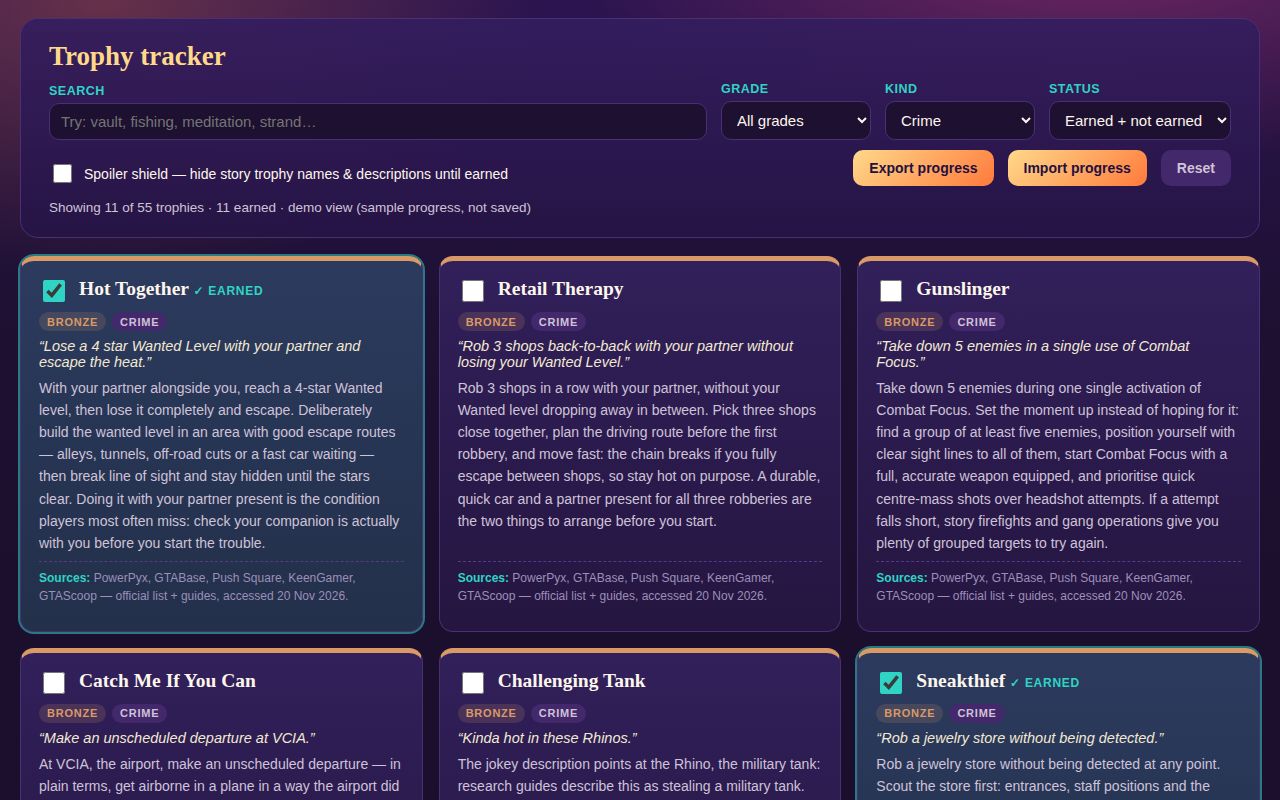 Trophy tracker
SEARCH
Try: vault, fishing, meditation, strand…
GRADE
All grades
KIND
Crime
STATUS
Earned + not earned
Spoiler shield — hide story trophy names & descriptions until earned
Export progress
Import progress
Reset
Showing 11 of 55 trophies · 11 earned · demo view (sample progress, not saved)
Hot Together ✓ EARNED
BRONZE CRIME
“Lose a 4 star Wanted Level with your partner and
escape the heat.”
With your partner alongside you, reach a 4-star Wanted
level, then lose it completely and escape. Deliberately
build the wanted level in an area with good escape routes
— alleys, tunnels, off-road cuts or a fast car waiting —
then break line of sight and stay hidden until the stars
clear. Doing it with your partner present is the condition
players most often miss: check your companion is actually
with you before you start the trouble.
Sources: PowerPyx, GTABase, Push Square, KeenGamer,
GTAScoop — official list + guides, accessed 20 Nov 2026.
Retail Therapy
BRONZE CRIME
“Rob 3 shops back-to-back with your partner without
losing your Wanted Level.”
Rob 3 shops in a row with your partner, without your
Wanted level dropping away in between. Pick three shops
close together, plan the driving route before the first
robbery, and move fast: the chain breaks if you fully
escape between shops, so stay hot on purpose. A durable,
quick car and a partner present for all three robberies are
the two things to arrange before you start.
Sources: PowerPyx, GTABase, Push Square, KeenGamer,
GTAScoop — official list + guides, accessed 20 Nov 2026.
Gunslinger
BRONZE CRIME
“Take down 5 enemies in a single use of Combat
Focus.”
Take down 5 enemies during one single activation of
Combat Focus. Set the moment up instead of hoping for it:
find a group of at least five enemies, position yourself with
clear sight lines to all of them, start Combat Focus with a
full, accurate weapon equipped, and prioritise quick
centre-mass shots over headshot attempts. If a attempt
falls short, story firefights and gang operations give you
plenty of grouped targets to try again.
Sources: PowerPyx, GTABase, Push Square, KeenGamer,
GTAScoop — official list + guides, accessed 20 Nov 2026.
Catch Me If You Can
BRONZE CRIME
“Make an unscheduled departure at VCIA.”
At VCIA, the airport, make an unscheduled departure — in
plain terms, get airborne in a plane in a way the airport did
Challenging Tank
BRONZE CRIME
“Kinda hot in these Rhinos.”
The jokey description points at the Rhino, the military tank:
research guides describe this as stealing a military tank.
Sneakthief ✓ EARNED
BRONZE CRIME
“Rob a jewelry store without being detected.”
Rob a jewelry store without being detected at any point.
Scout the store first: entrances, staff positions and the